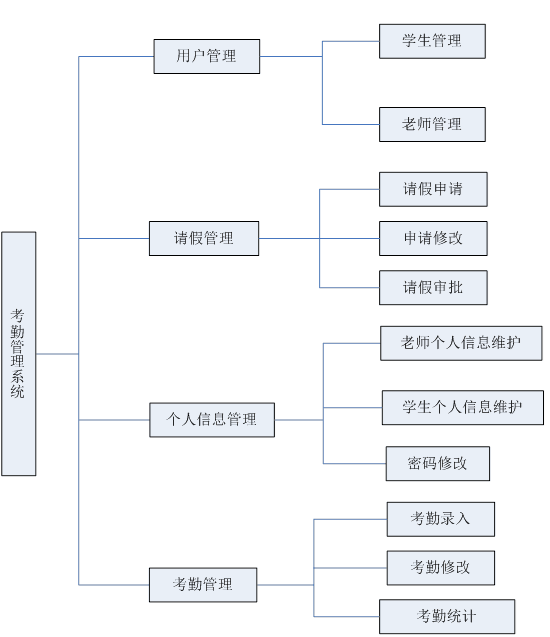 考勤管理系统
用户管理
学生管理
老师管理
请假管理
请假申请
申请修改
请假审批
个人信息管理
老师个人信息维护
学生个人信息维护
密码修改
考勤管理
考勤录入
考勤修改
考勤统计